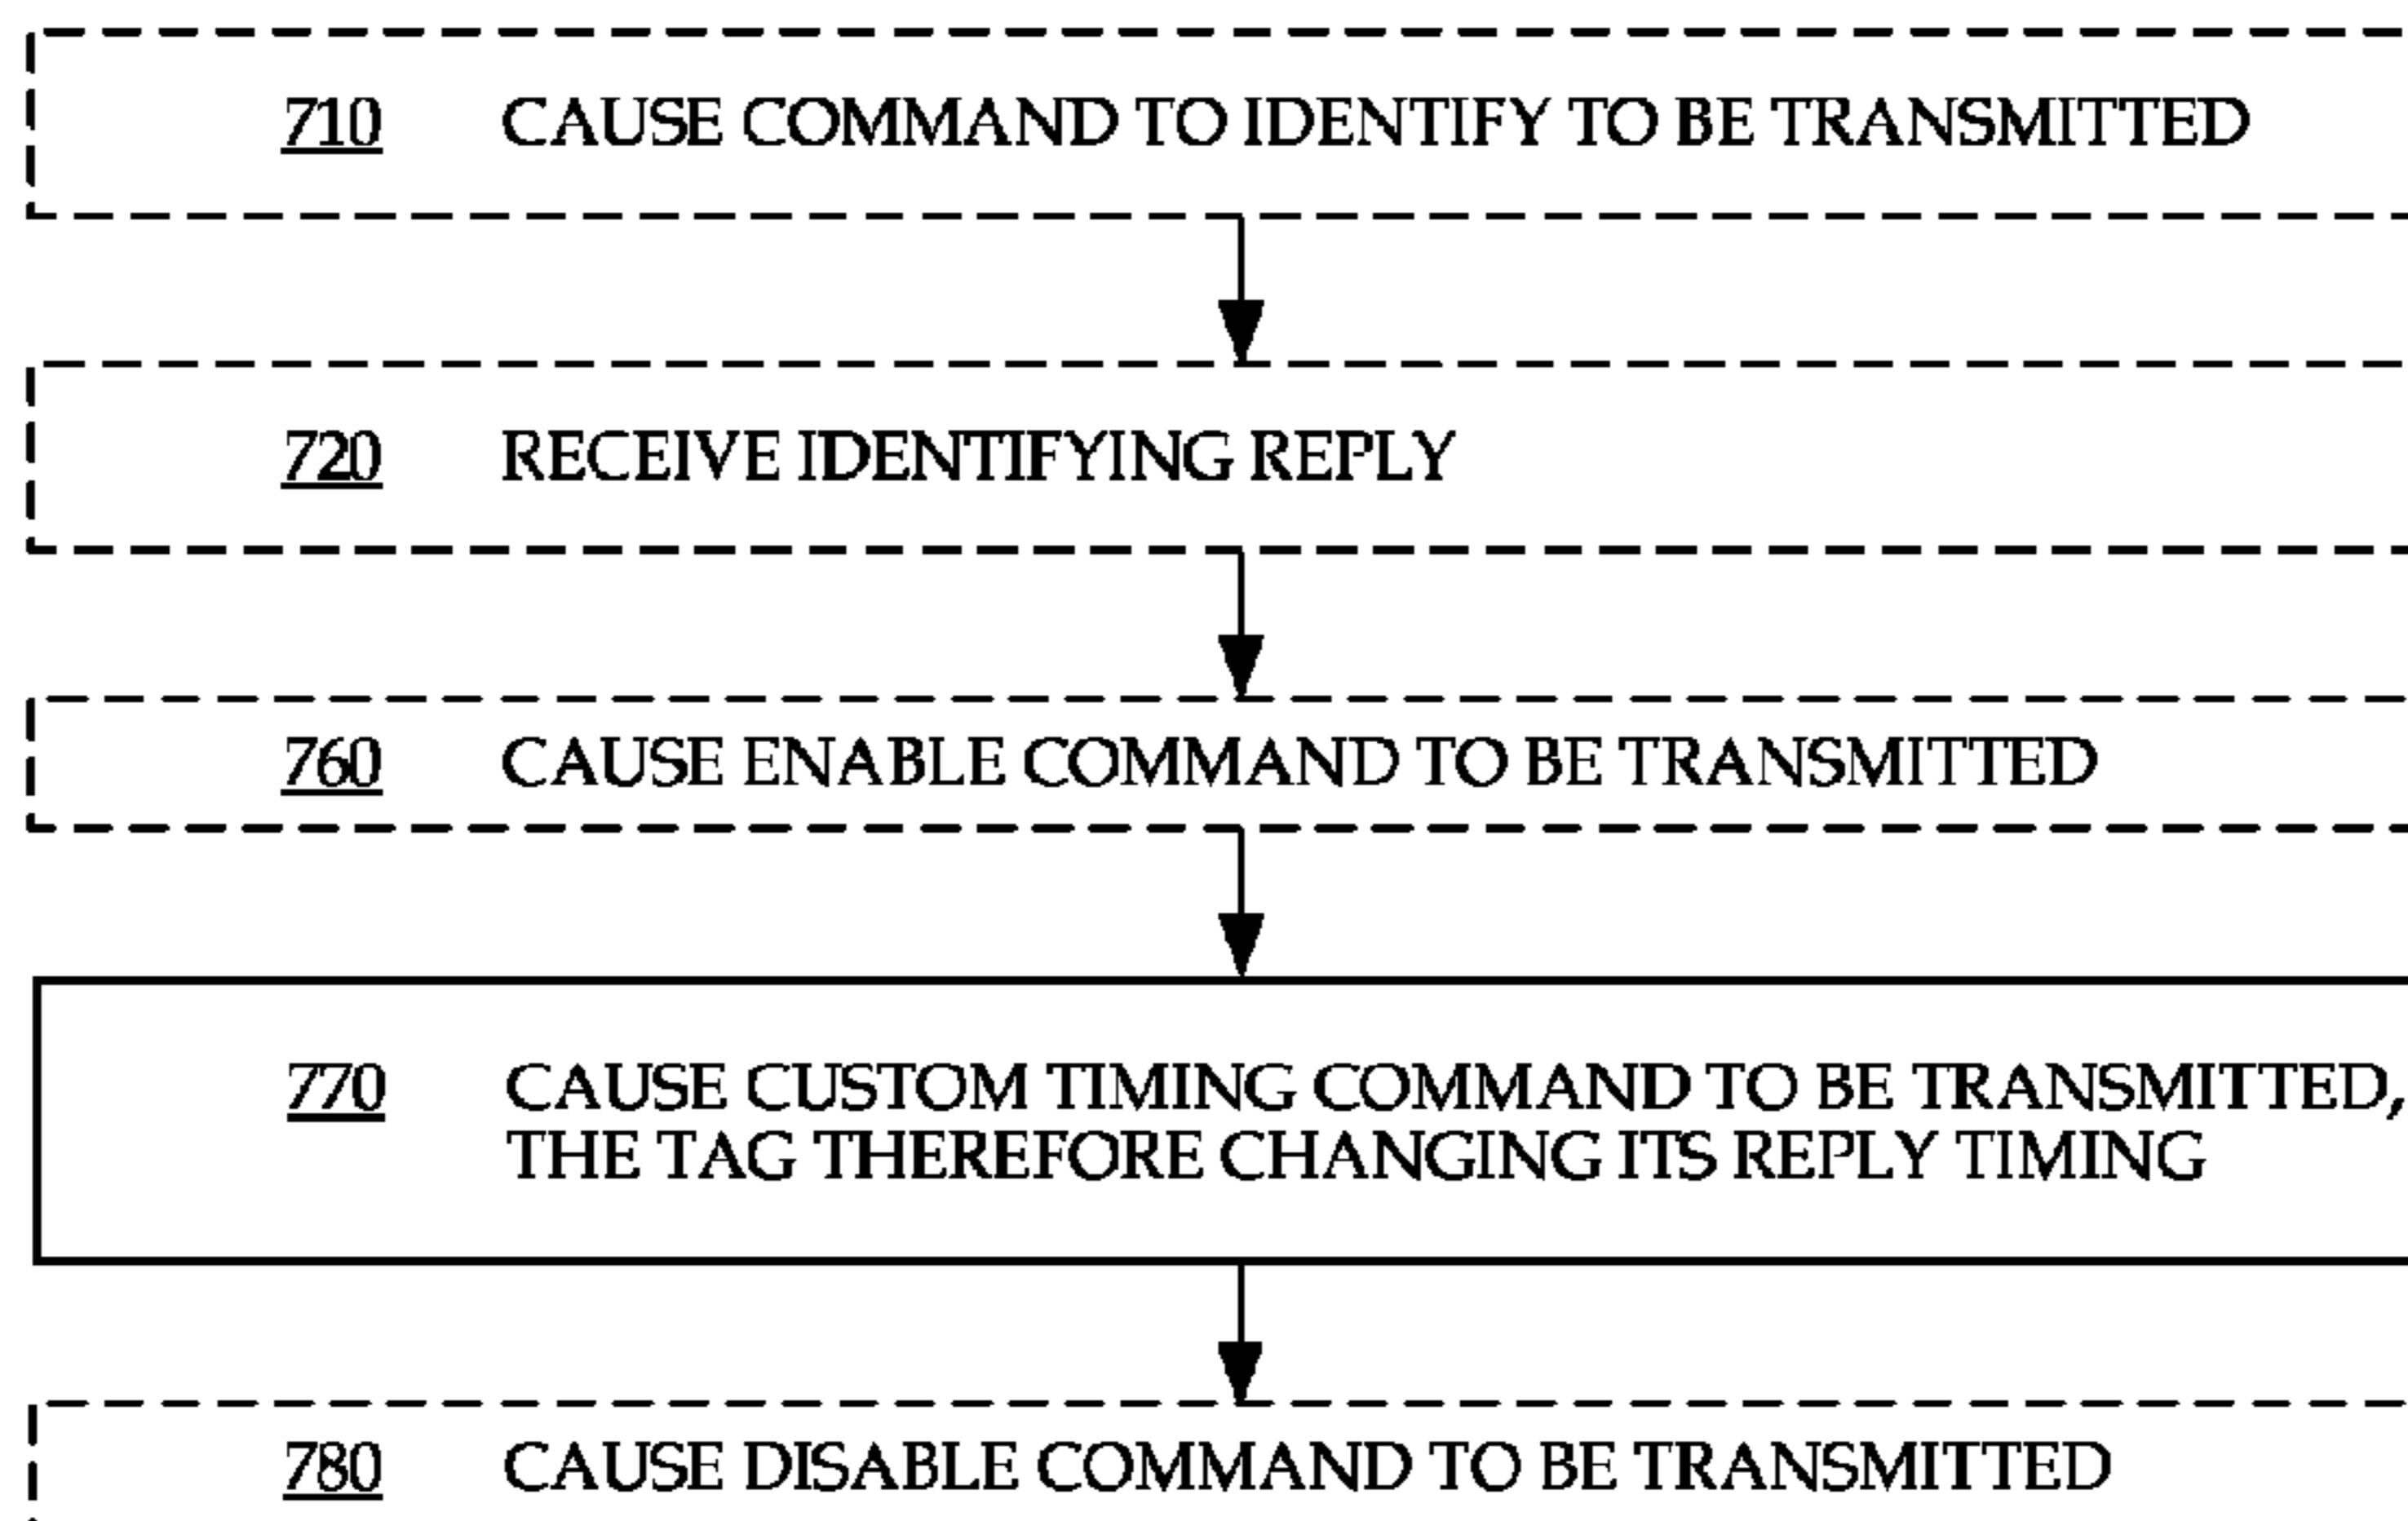 710 CAUSE COMMAND TO IDENTIFY TO BE TRANSMITTED
720 RECEIVE IDENTIFYING REPLY
760 CAUSE ENABLE COMMAND TO BE TRANSMITTED
770 CAUSE CUSTOM TIMING COMMAND TO BE TRANSMITTED,
THE TAG THEREFORE CHANGING ITS REPLY TIMING
780 CAUSE DISABLE COMMAND TO BE TRANSMITTED